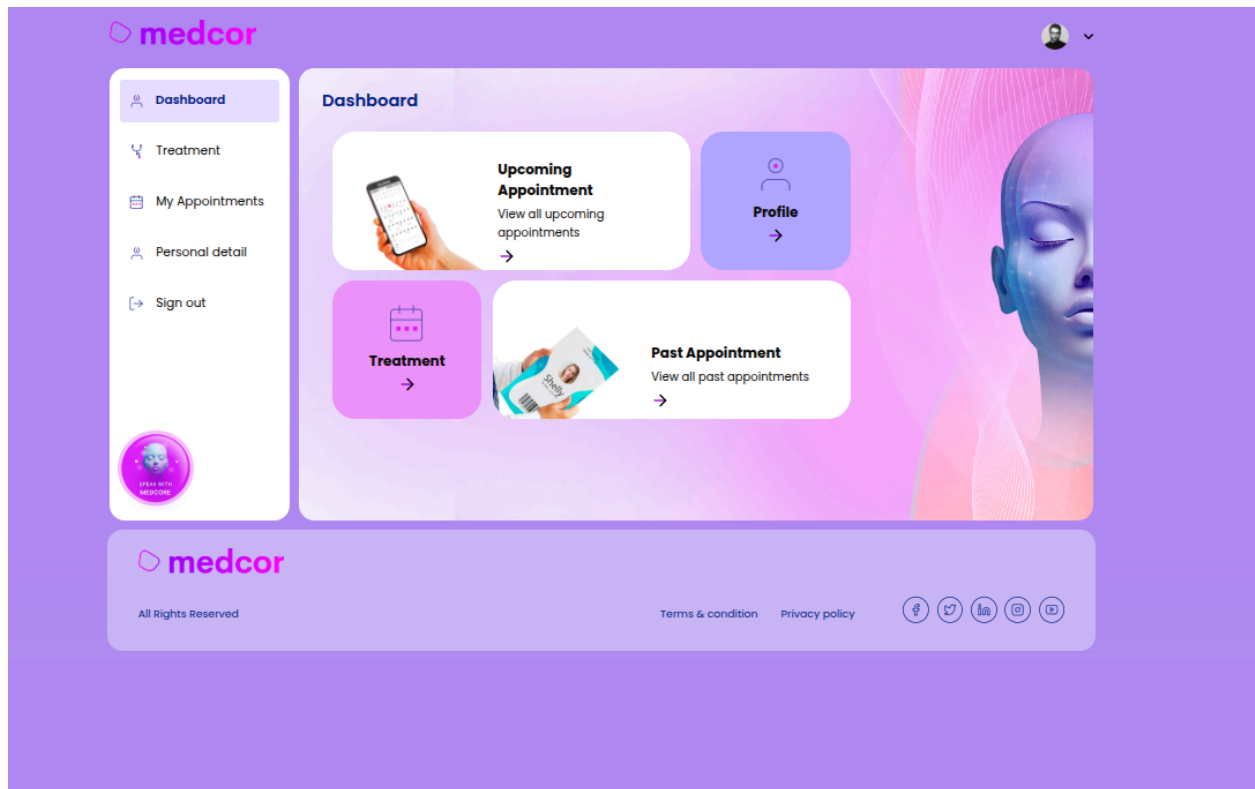 medcor
Dashboard
Treatment
My Appointments
Personal detail
Sign out
SPEAK WITH
MEDCORE
Dashboard
Upcoming
Appointment
View all upcoming
appointments
Profile
Treatment
Shelly
Past Appointment
View all past appointments
medcor
All Rights Reserved
Terms & condition
Privacy policy